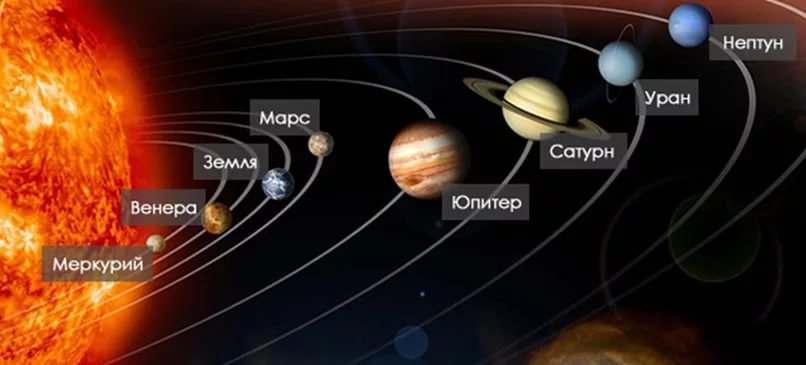 Меркурий
Венера
Земля
Марс
Юпитер
Сатурн
Уран
Нептун